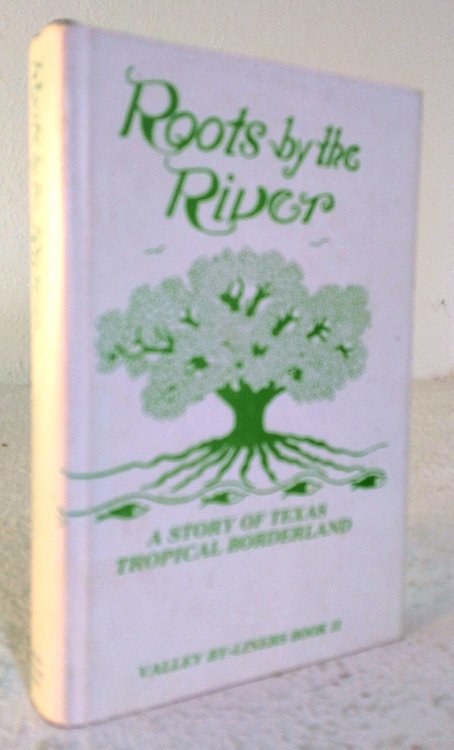 Roots by the
River
A STORY OF TEXAS
TROPICAL BORDERLAND
VALLEY BY-LINERS BOOK II